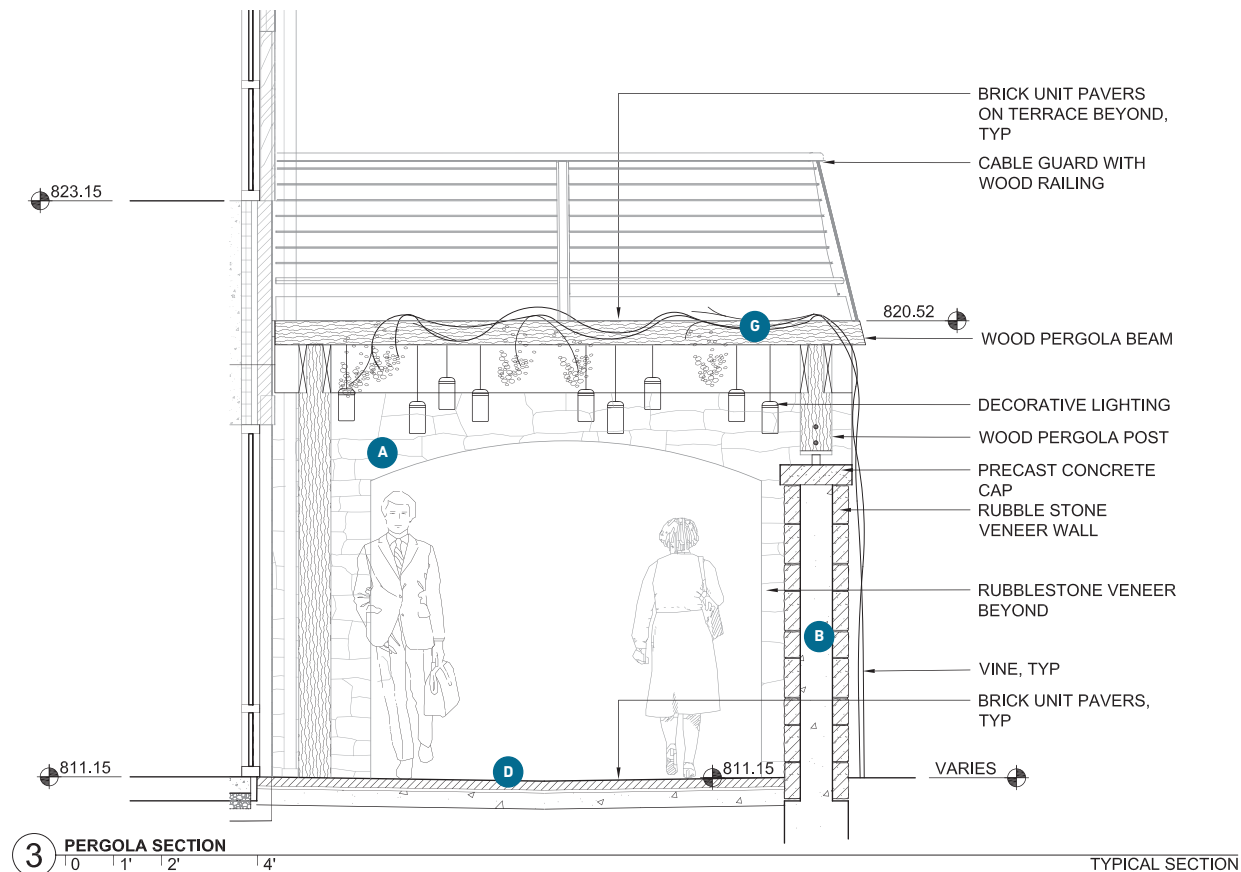 BRICK UNIT PAVERS
ON TERRACE BEYOND,
TYP
CABLE GUARD WITH
WOOD RAILING
823.15
820.52
G
WOOD PERGOLA BEAM
DECORATIVE LIGHTING
WOOD PERGOLA POST
A
PRECAST CONCRETE
CAP
RUBBLE STONE
VENEER WALL
RUBBLESTONE VENEER
BEYOND
B
VINE, TYP
BRICK UNIT PAVERS,
TYP
811.15
D
811.15
VARIES
3 PERGOLA SECTION
0 1' 2' 4'
TYPICAL SECTION